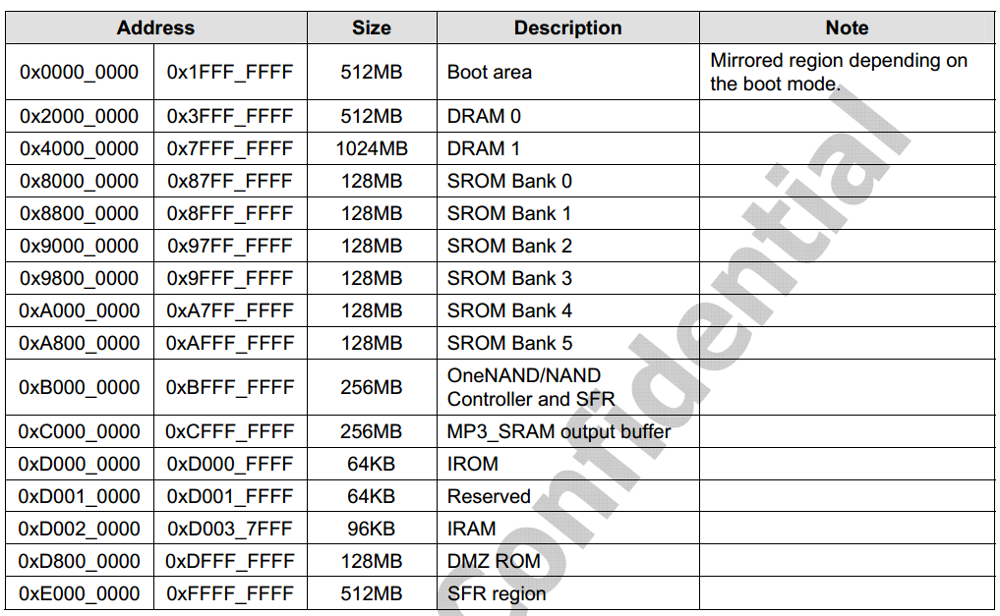 Address Size Description Note
0x0000_0000 0x1FFF_FFFF 512MB Boot area Mirrored region depending on
the boot mode.
0x2000_0000 0x3FFF_FFFF 512MB DRAM 0
0x4000_0000 0x7FFF_FFFF 1024MB DRAM 1
0x8000_0000 0x87FF_FFFF 128MB SROM Bank 0
0x8800_0000 0x8FFF_FFFF 128MB SROM Bank 1
0x9000_0000 0x97FF_FFFF 128MB SROM Bank 2
0x9800_0000 0x9FFF_FFFF 128MB SROM Bank 3
0xA000_0000 0xA7FF_FFFF 128MB SROM Bank 4
0xA800_0000 0xAFFF_FFFF 128MB SROM Bank 5
0xB000_0000 0xBFFF_FFFF 256MB OneNAND/NAND
Controller and SFR
0xC000_0000 0xCFFF_FFFF 256MB MP3_SRAM output buffer
0xD000_0000 0xD000_FFFF 64KB IROM
0xD001_0000 0xD001_FFFF 64KB Reserved
0xD002_0000 0xD003_7FFF 96KB IRAM
0xD800_0000 0xDFFF_FFFF 128MB DMZ ROM
0xE000_0000 0xFFFF_FFFF 512MB SFR region
Confidential